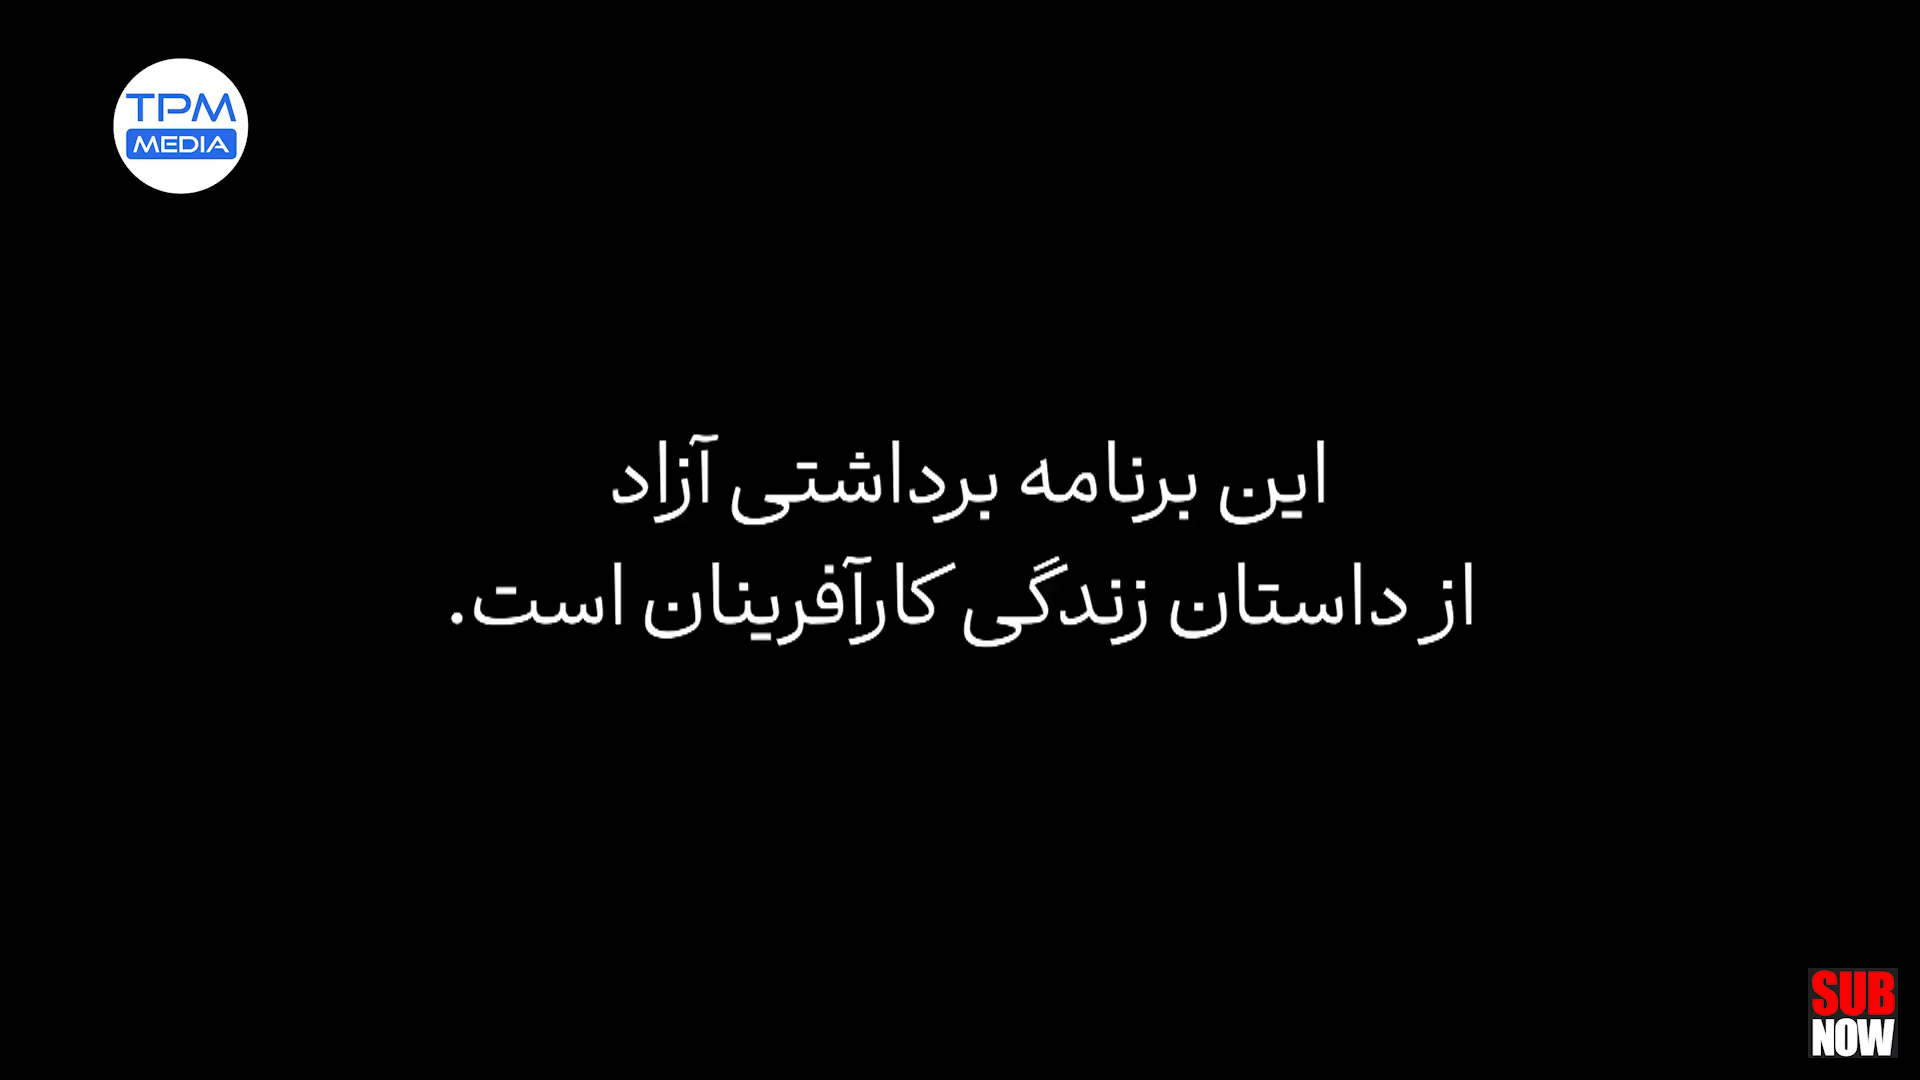 TPM
MEDIA
این برنامه برداشتی آزاد
از داستان زندگی کارآفرینان است.
SUB
NOW